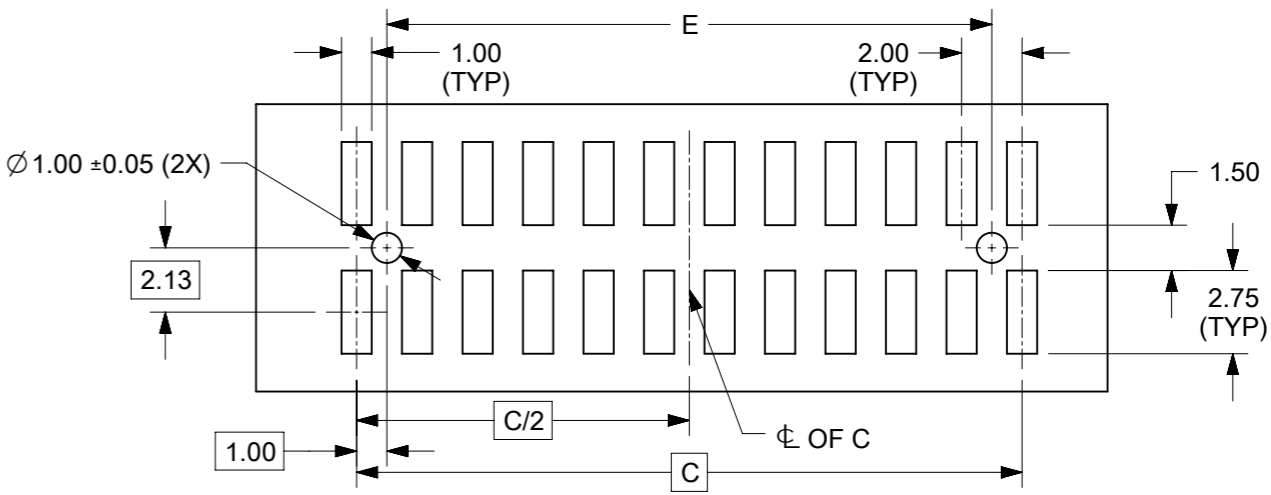 E
1.00
(TYP)
2.00
(TYP)
∅1.00 ±0.05 (2X)
1.50
2.13
2.75
(TYP)
C/2
℄ OF C
1.00
C